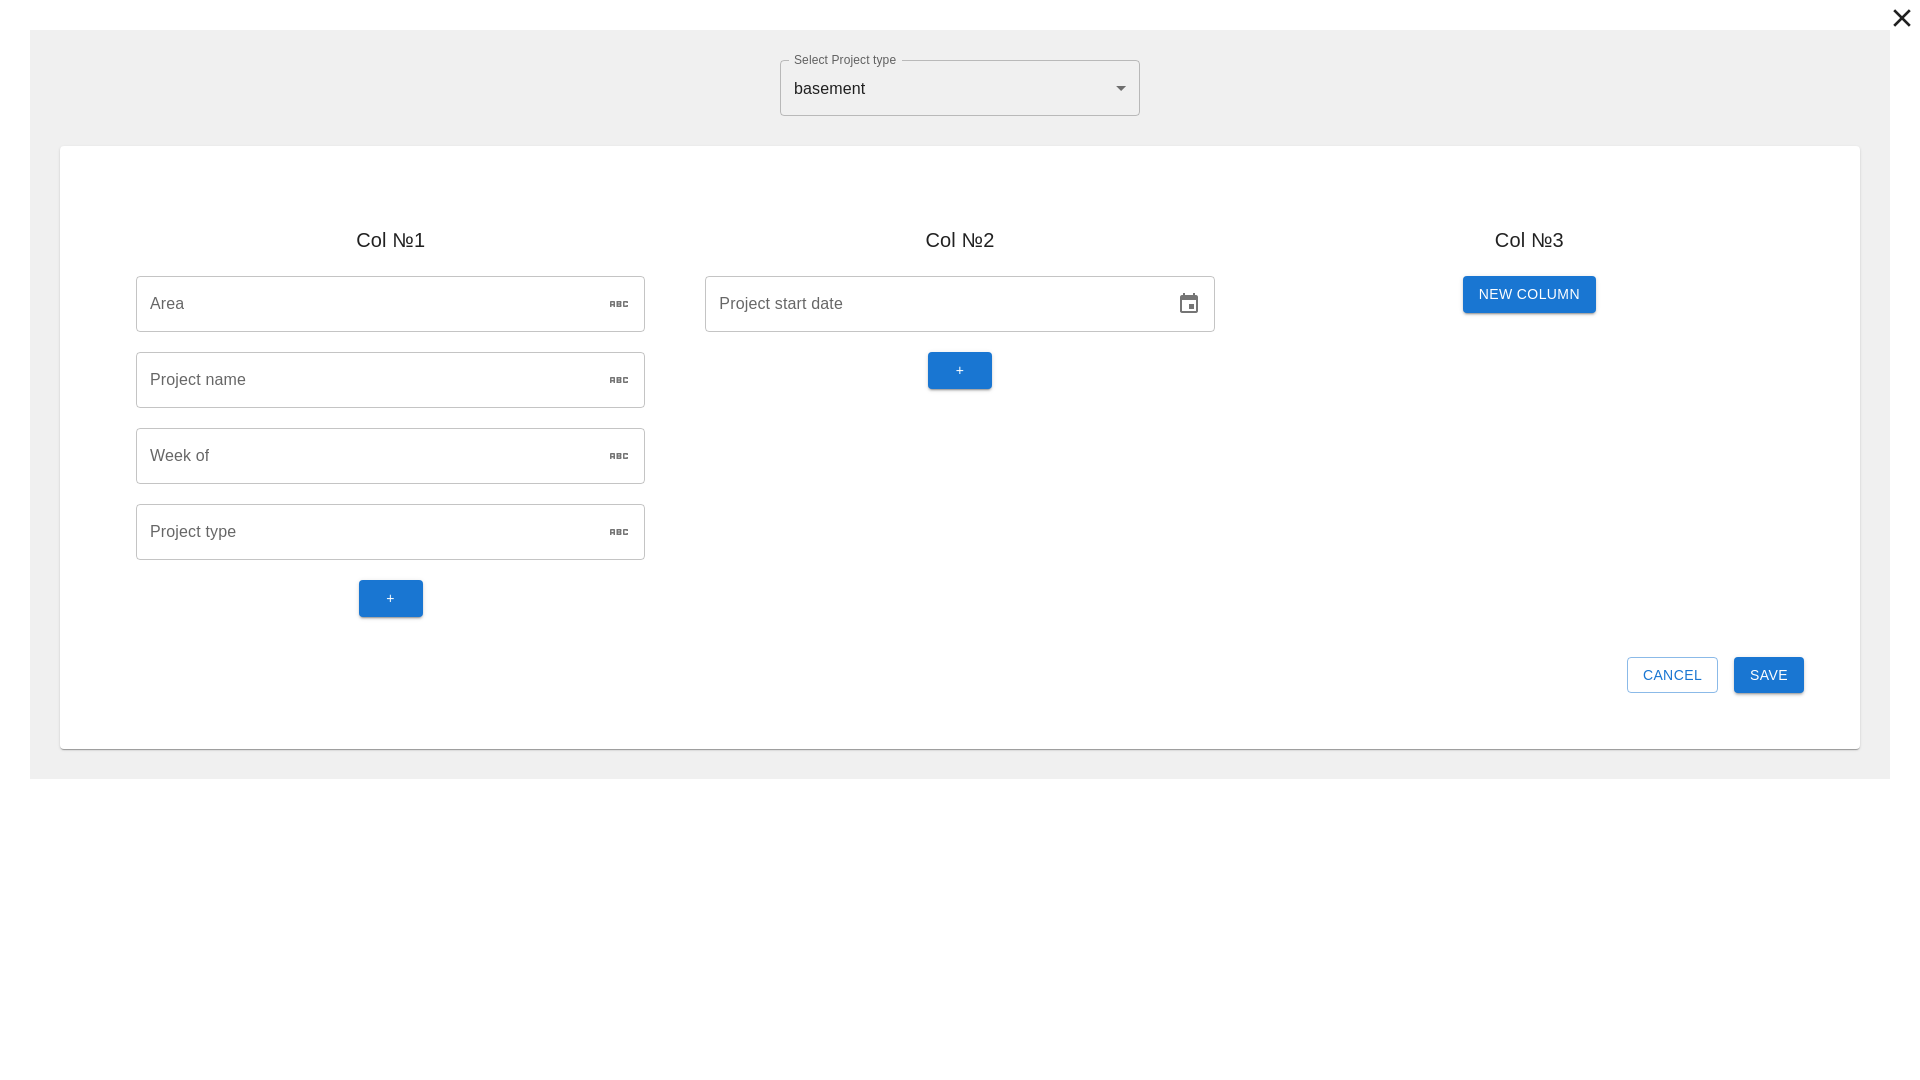 Select Project type
basement
Col №1
Area
ABC
Project name
ABC
Week of
ABC
Project type
ABC
+
Col №2
Project start date
+
Col №3
NEW COLUMN
CANCEL
SAVE